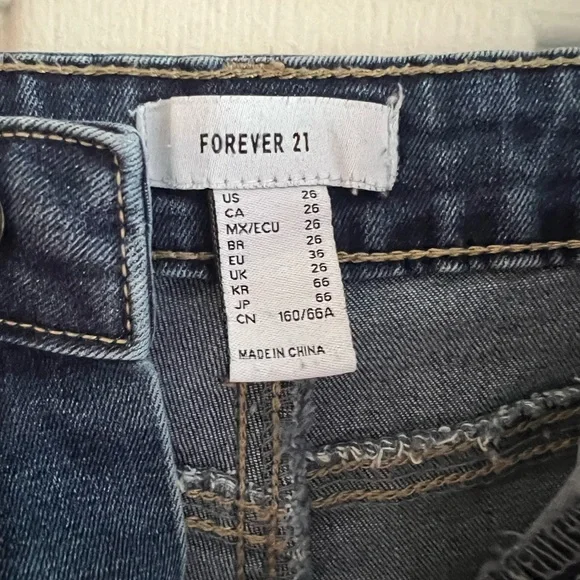 FOREVER 21
US 26
CA 26
MX/ECU 26
BR 26
EU 36
UK 26
KR 66
JP 66
CN 160/66A
MADE IN CHINA